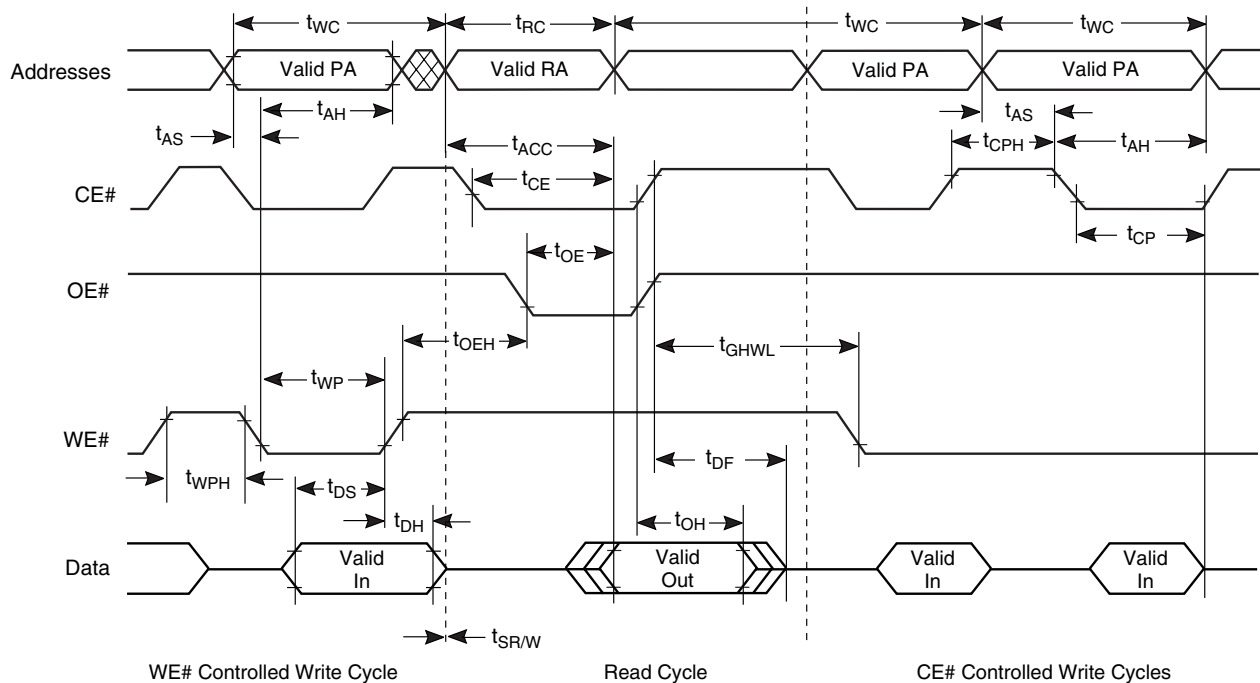 tWC tRC tWC tWC
Addresses Valid PA Valid RA Valid PA Valid PA
tAS tAH tACC tCPH tAS tAH
CE# tCE tCP
OE# tOE
tOEH tGHWL
tWP
WE#
tWPH tDS tDH tDF tOH
Data Valid In Valid Out Valid In Valid In
tSR/W
WE# Controlled Write Cycle Read Cycle CE# Controlled Write Cycles